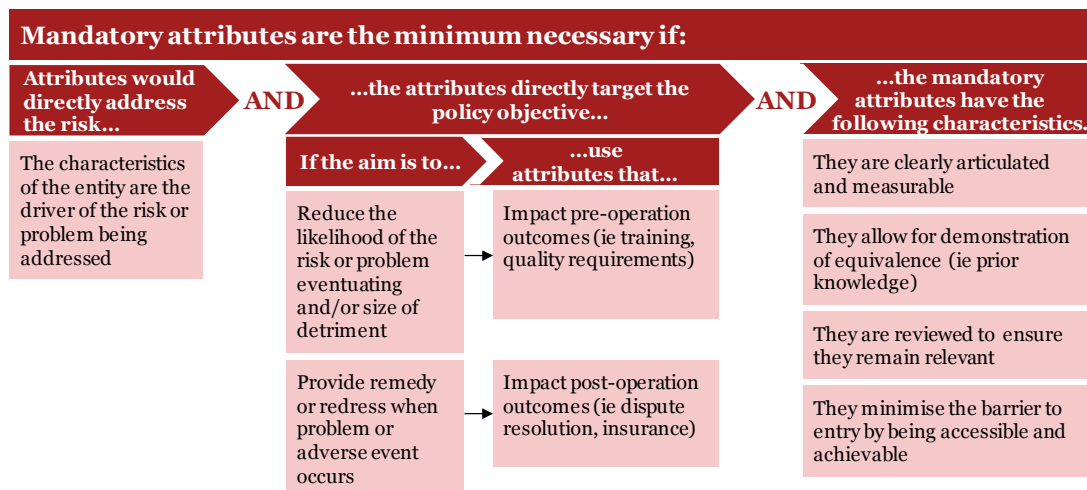 Mandatory attributes are the minimum necessary if:
Attributes would
directly address
the risk...
AND
...the attributes directly target the
policy objective...
AND
...the mandatory
attributes have the
following characteristics.
The characteristics
of the entity are the
driver of the risk or
problem being
addressed
If the aim is to...
...use
attributes that...
Reduce the
likelihood of the
risk or problem
eventuating
and/or size of
detriment
Impact pre-operation
outcomes (ie training,
quality requirements)
Provide remedy
or redress when
problem or
adverse event
occurs
Impact post-operation
outcomes (ie dispute
resolution, insurance)
They are clearly articulated
and measurable
They allow for demonstration
of equivalence (ie prior
knowledge)
They are reviewed to ensure
they remain relevant
They minimise the barrier to
entry by being accessible and
achievable